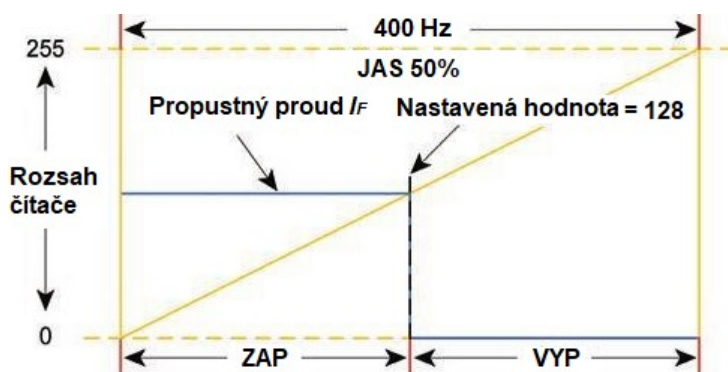 400 Hz
255
JAS 50%
Propustný proud IF
Nastavená hodnota = 128
Rozsah
čítače
0
ZAP
VYP